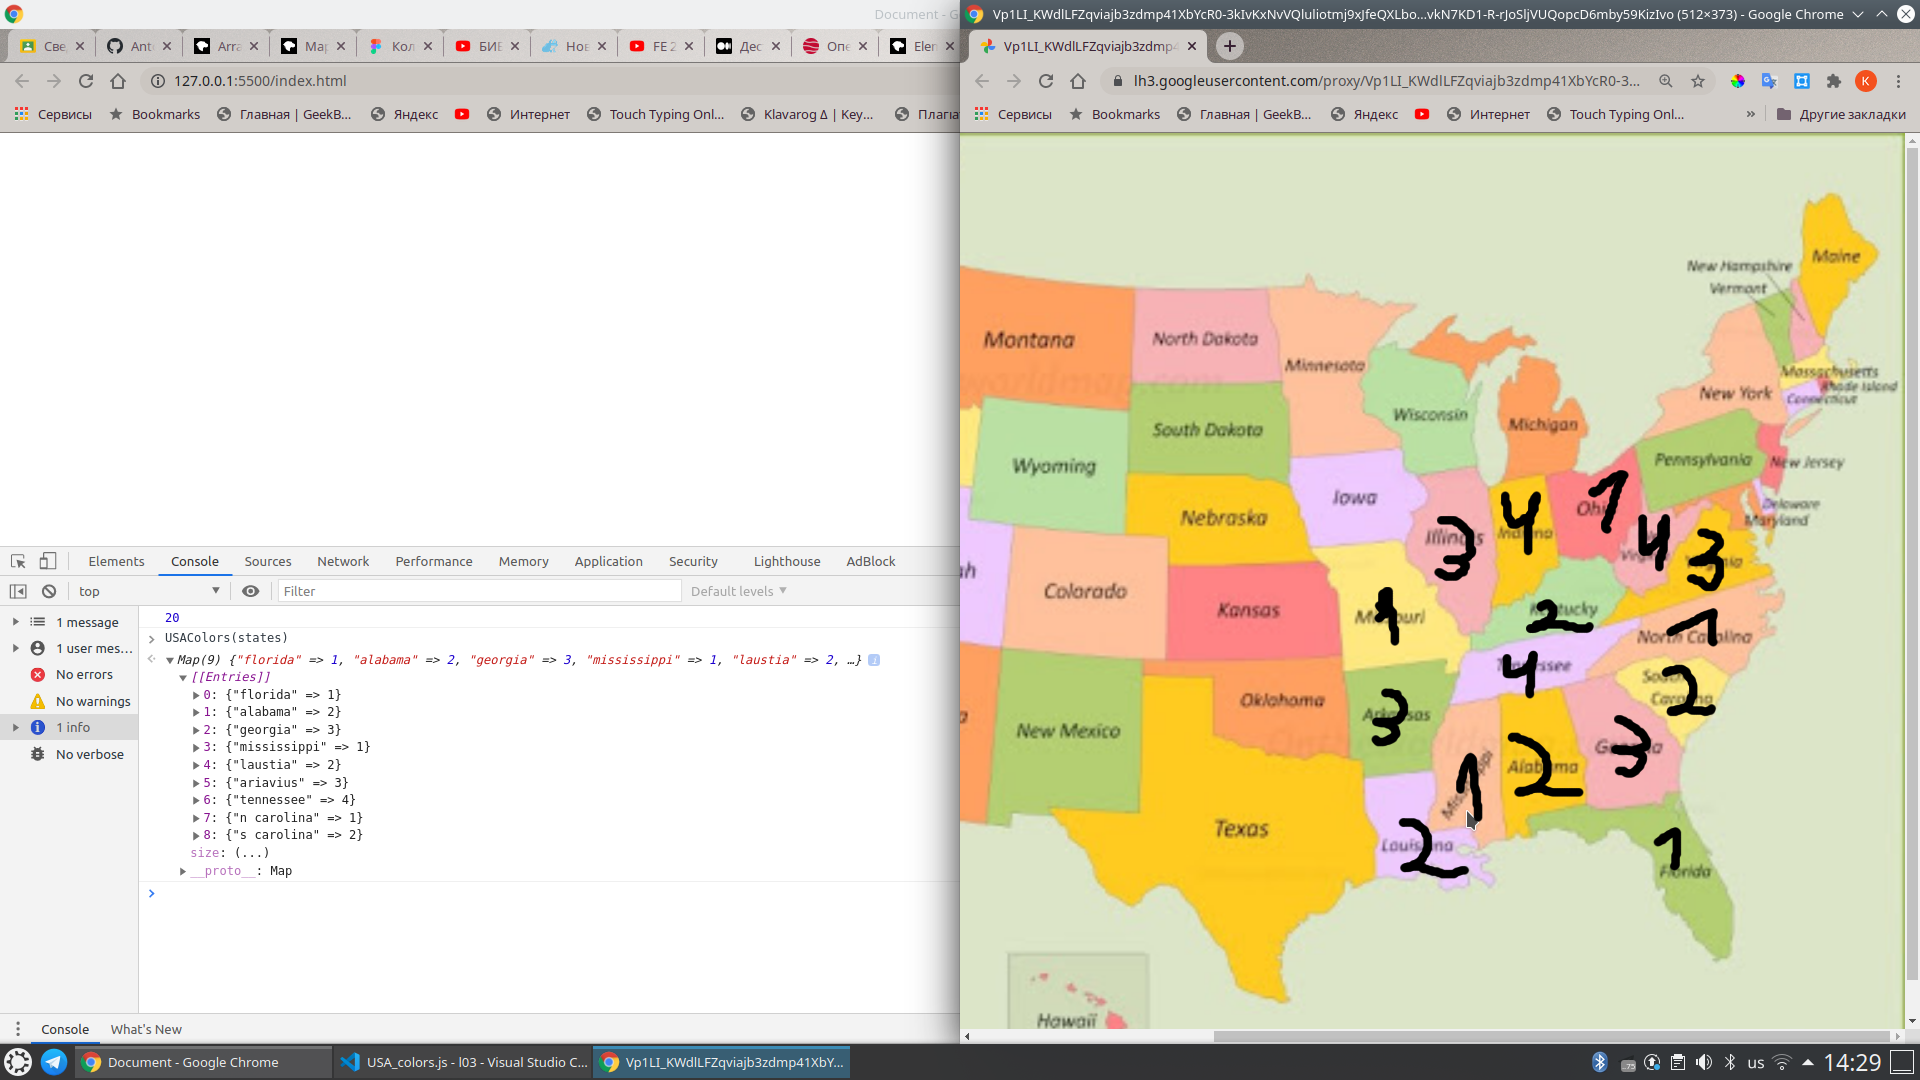 Document - G
Vp1LI_KWdlLFZqviajb3zdmp41XbYcR0-3kIvKxNvVQluliotmj9xJfeQXLbo...vkN7KD1-R-rJoSljVUQopcD6mby59KizIvo (512×373) - Google Chrome
Све,
Ant
Arra
Map
Кол
БИЕ
Нов
FE 2
Дес
Опе
Elem
Vp1LI_KWdlLFZqviajb3zdmp4
127.0.0.1:5500/index.html
lh3.googleusercontent.com/proxy/Vp1LI_KWdlLFZqviajb3zdmp41XbYcR0-3...
K
Сервисы
Bookmarks
Главная | GeekB...
Яндекс
Интернет
Touch Typing Onl...
Klavarog Δ | Key...
Плагиа
Сервисы
Bookmarks
Главная | GeekB...
Яндекс
Интернет
Touch Typing Onl...
»
Другие закладки
Elements
Console
Sources
Network
Performance
Memory
Application
Security
Lighthouse
AdBlock
top
Filter
Default levels
1 message
1 user mes...
No errors
No warnings
1 info
No verbose
20
USAColors(states)
Map(9) {"florida" => 1, "alabama" => 2, "georgia" => 3, "mississippi" => 1, "laustia" => 2, …}
[[Entries]]
0: {"florida" => 1}
1: {"alabama" => 2}
2: {"georgia" => 3}
3: {"mississippi" => 1}
4: {"laustia" => 2}
5: {"ariavius" => 3}
6: {"tennessee" => 4}
7: {"n carolina" => 1}
8: {"s carolina" => 2}
size: (...)
__proto__: Map
Console
What's New
Maine
New Hampshire
Vermont
Montana
North Dakota
Minnesota
Massachusetts
Rhode Island
Connecticut
New York
worldmap.com
Wisconsin
Michigan
South Dakota
Wyoming
Pennsylvania
New Jersey
Iowa
Nebraska
Illinois
3
Indiana
4
Ohio
1
Delaware
Maryland
4
3
Colorado
Kansas
Missouri
1
Kentucky
2
North Carolina
1
Tennessee
4
South Carolina
2
New Mexico
Oklahoma
Arkansas
3
Mississippi
1
Alabama
2
Georgia
3
Texas
Louisiana
2
Florida
1
Hawaii
Document - Google Chrome
USA_colors.js - l03 - Visual Studio C...
Vp1LI_KWdlLFZqviajb3zdmp41XbY...
.75
us
14:29